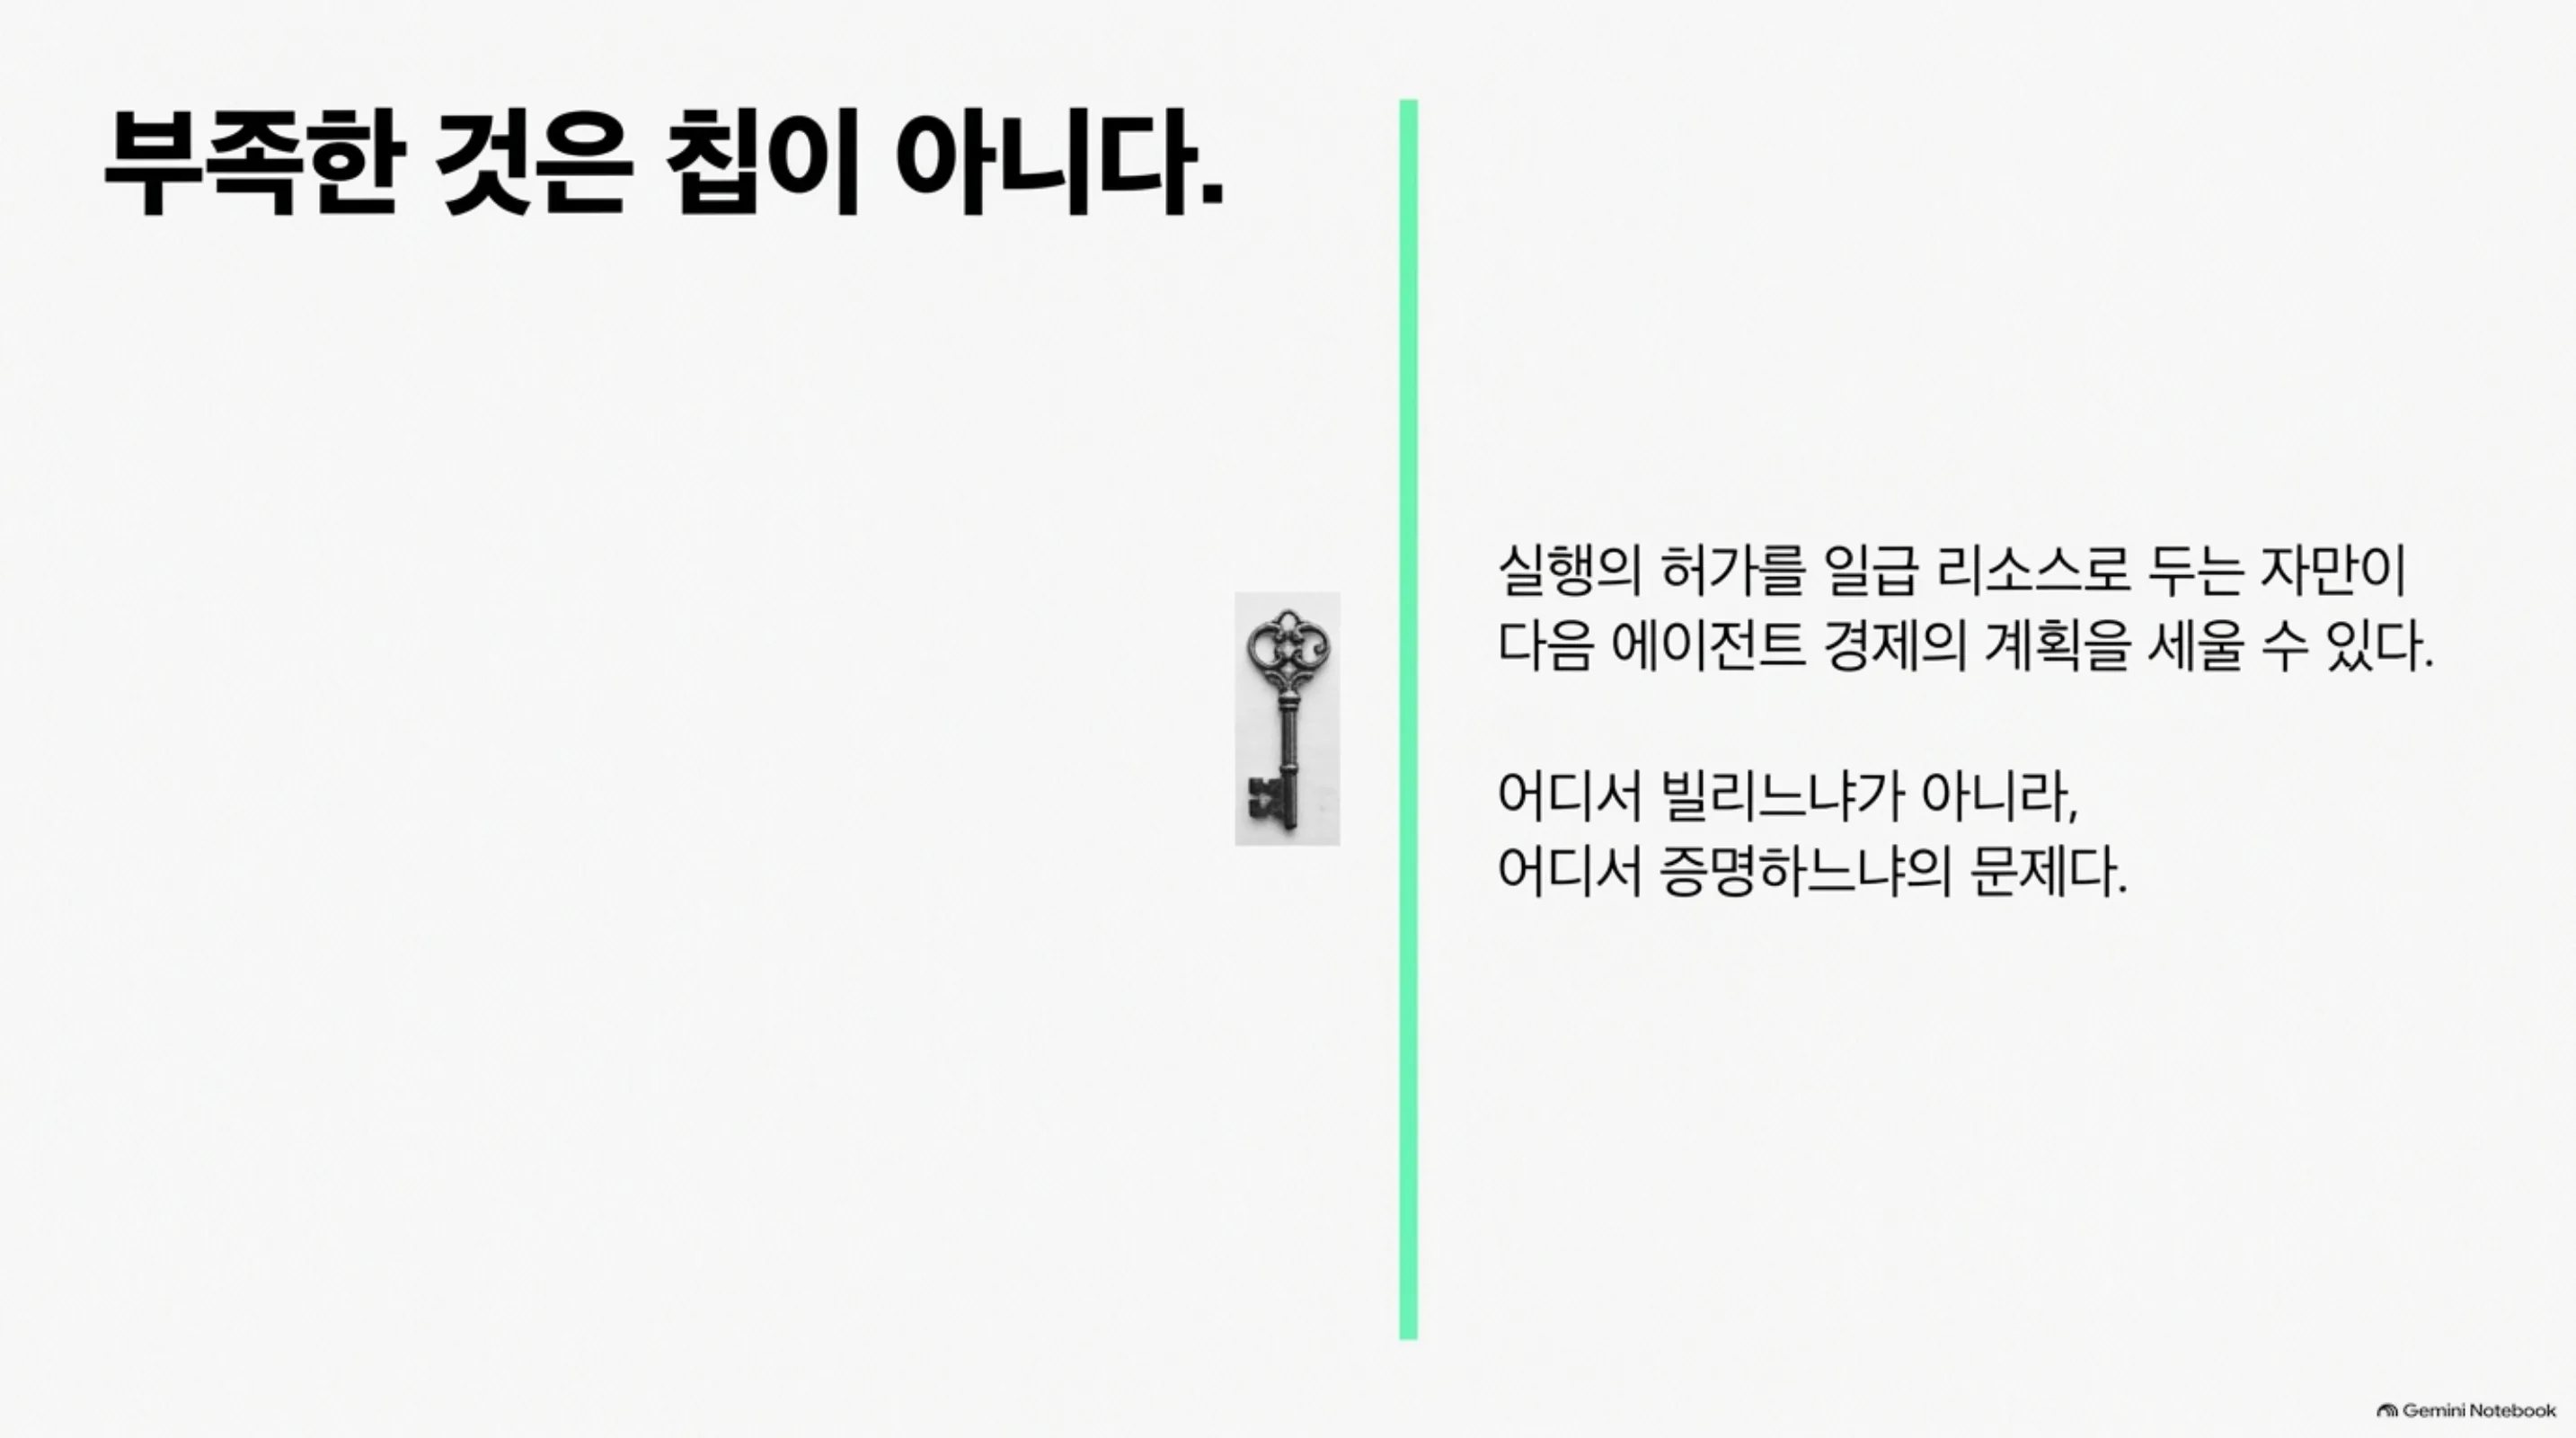 부족한 것은 칩이 아니다.
실행의 허가를 일급 리소스로 두는 자만이
다음 에이전트 경제의 계획을 세울 수 있다.
어디서 빌리느냐가 아니라,
어디서 증명하느냐의 문제다.
Gemini Notebook